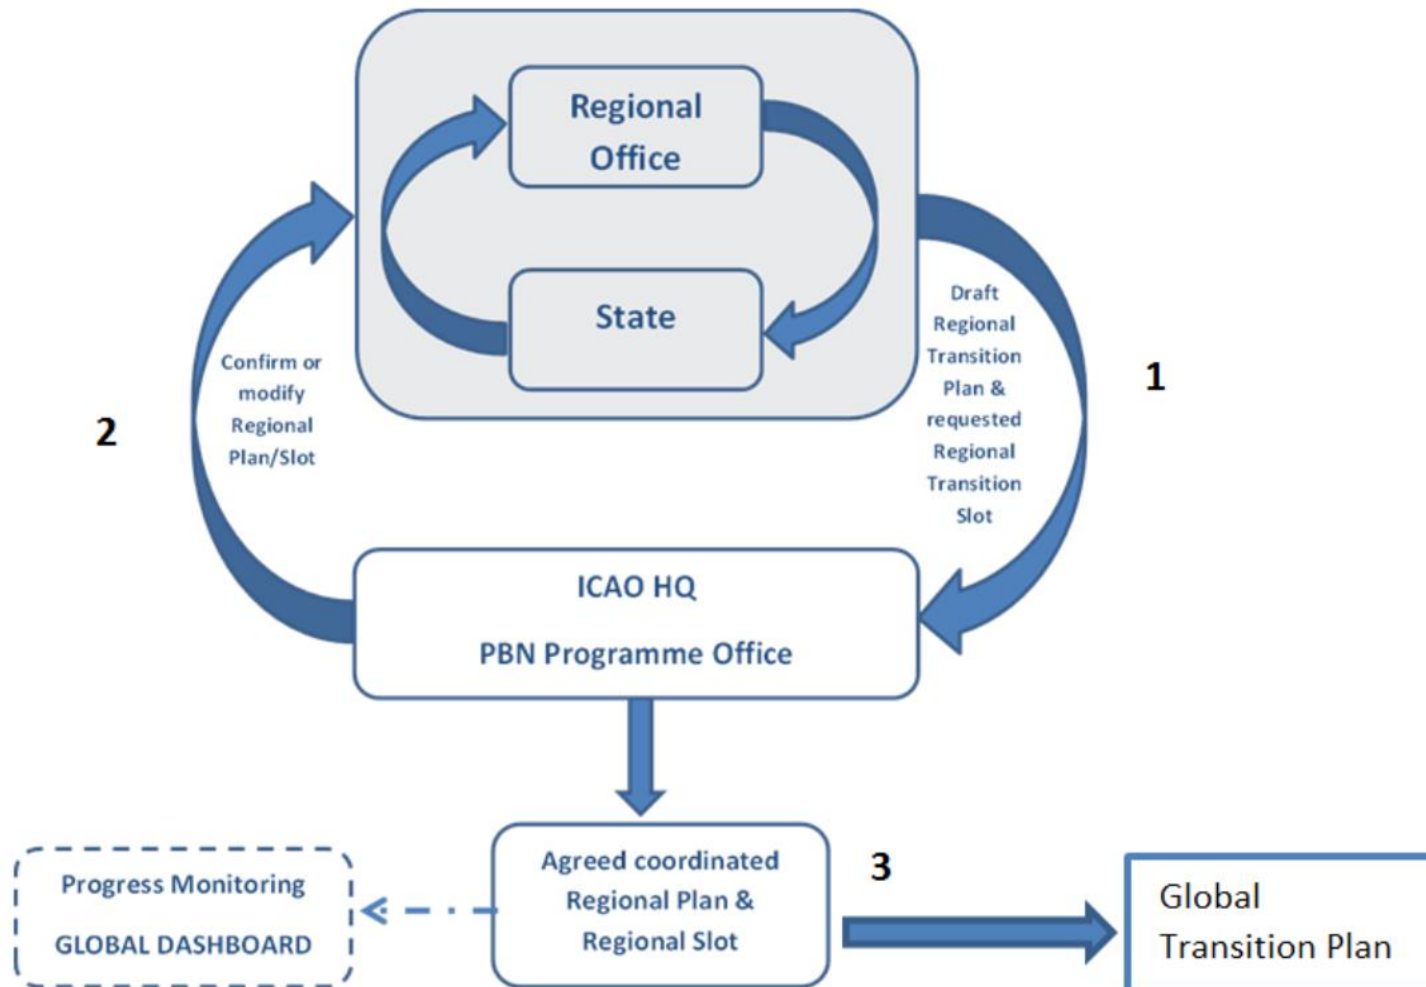 Regional
Office
State
Draft
Regional
Transition
Plan &
requested
Regional
Transition
Slot
1
Confirm or
modify
Regional
Plan/Slot
2
ICAO HQ
PBN Programme Office
Agreed coordinated
Regional Plan &
Regional Slot
3
Progress Monitoring
GLOBAL DASHBOARD
Global
Transition Plan